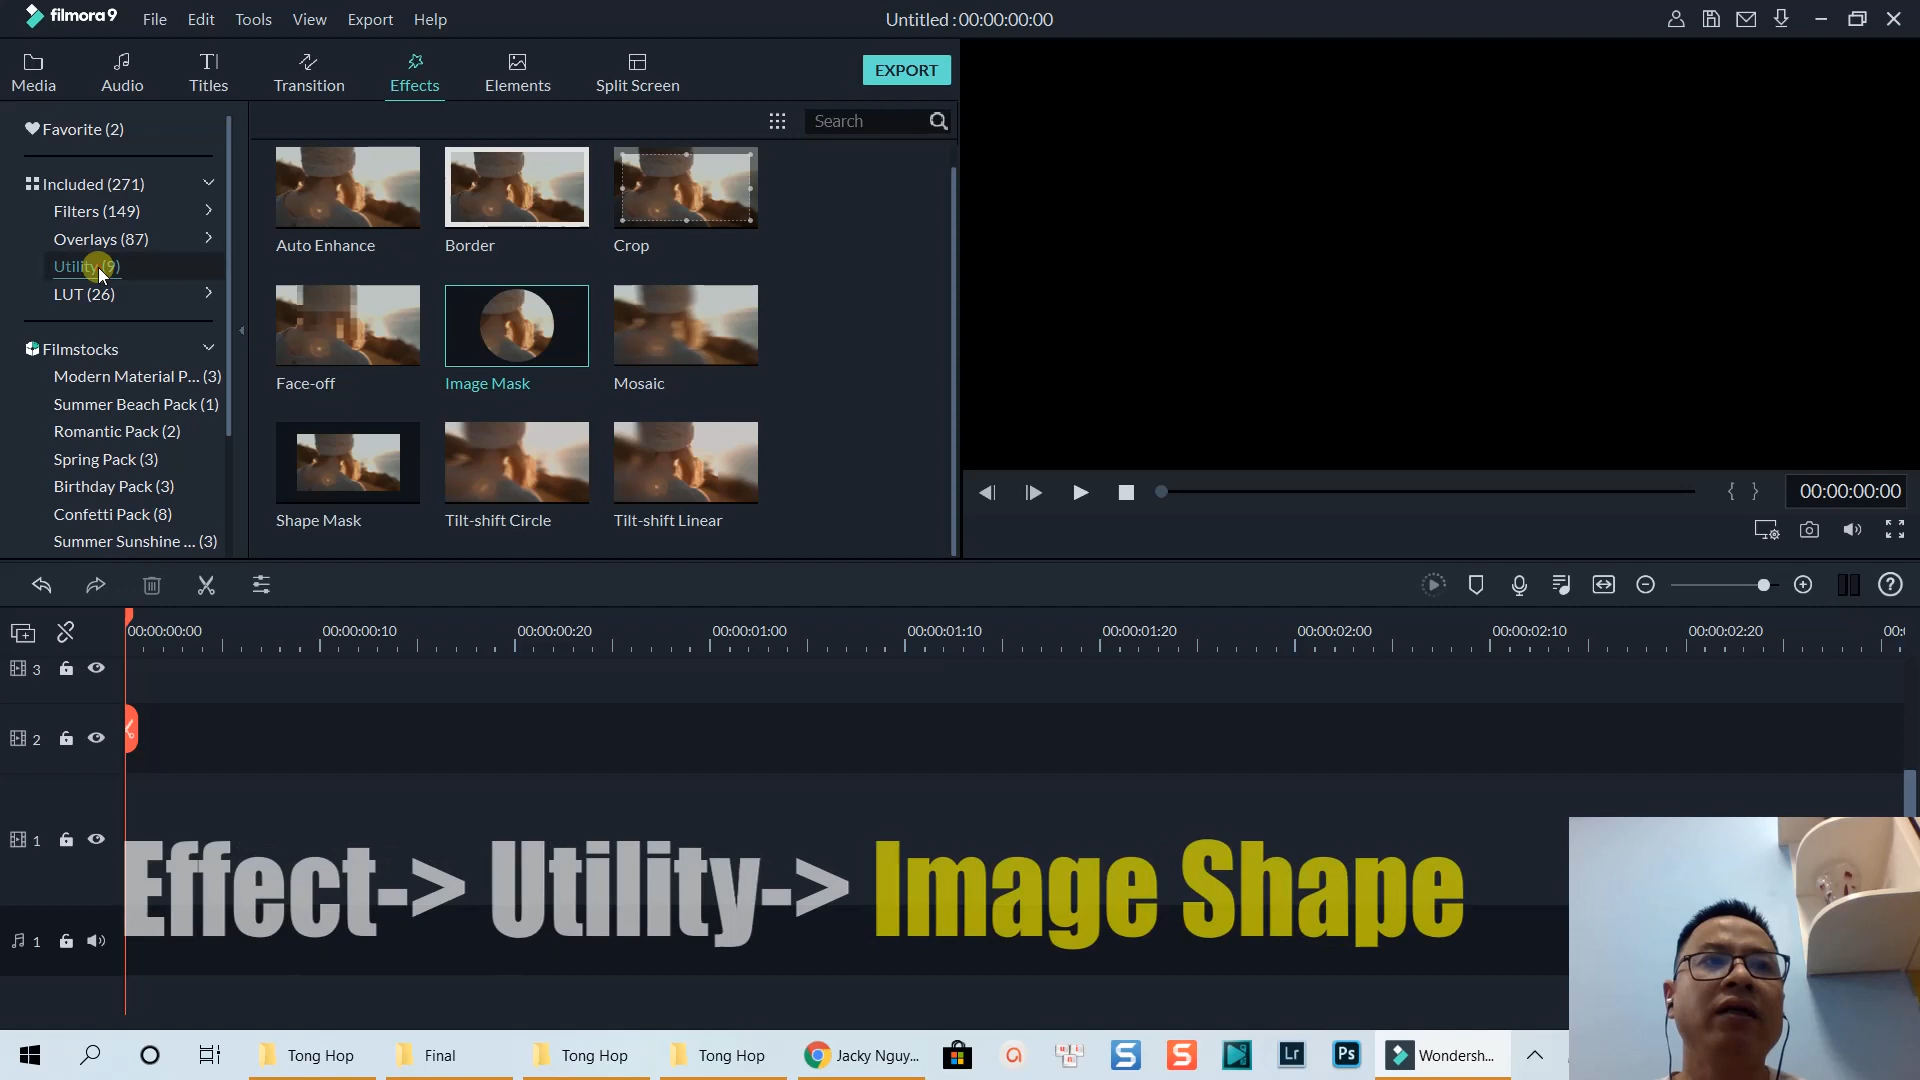 filmora9
File Edit Tools View Export Help
Untitled : 00:00:00:00
Media Audio Titles Transition Effects Elements Split Screen
EXPORT
Favorite (2)
Search
Included (271)
Filters (149)
Overlays (87)
Utility (9)
LUT (26)
Filmstocks
Modern Material P... (3)
Summer Beach Pack (1)
Romantic Pack (2)
Spring Pack (3)
Birthday Pack (3)
Confetti Pack (8)
Summer Sunshine ... (3)
Auto Enhance Border Crop
Face-off Image Mask Mosaic
Shape Mask Tilt-shift Circle Tilt-shift Linear
00:00:00:00
00:00:00:00 00:00:00:10 00:00:00:20 00:00:01:00 00:00:01:10 00:00:01:20 00:00:02:00 00:00:02:10 00:00:02:20
3
2
1
Effect-> Utility-> Image Shape
1
Tong Hop Final Tong Hop Tong Hop Jacky Nguy... Lr Ps Wondersh...